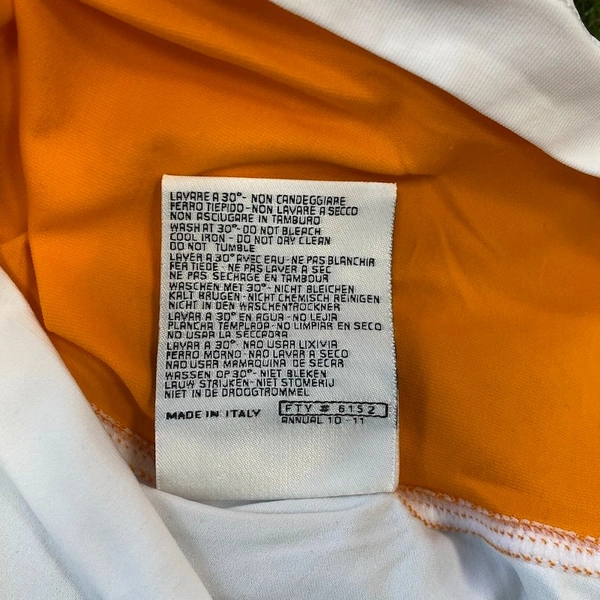 LAVARE A 30°- NON CANDEGGIARE
FERRO TIEPIDO - NON LAVARE A SECCO
NON ASCIUGARE IN TAMBURO
WASH AT 30°- DO NOT BLEACH
COOL IRON - DO NOT DAY CLEAN
DO NOT TUMBLE
LAVER A 30° AVEC EAU - NE PAS BLANCHIR
FER TIEDE - NE PAS LAVER A SEC
NE PAS SECHAGE EN TAMBOUR
WASCHEN MET 30°- NICHT BLEICHEN
KALT BRUGEN - NICHT CHEMISCH REINIGEN
NICHT IN DEN WASCHENTROCKNER
LAVAR A 30° EN AGUA - NO LEJIA
PLANCHA TEMPLADA - NO LIMPIAR EN SECO
NO USAR LA SECCADRA
LAVAR A 30° NAO USAR LIXIVIA
FERRO MORNO - NAO LAVAR A SECO
NAO USAR MAMAQUINA DE SECAR
WASSEN OP 30°- NIET BLEKEN
LAUW STRIJKEN - NIET STOMERIJ
NIET IN DE DROOGTROMMEL
MADE IN ITALY FTY # 6152
ANNUAL 10 - 11